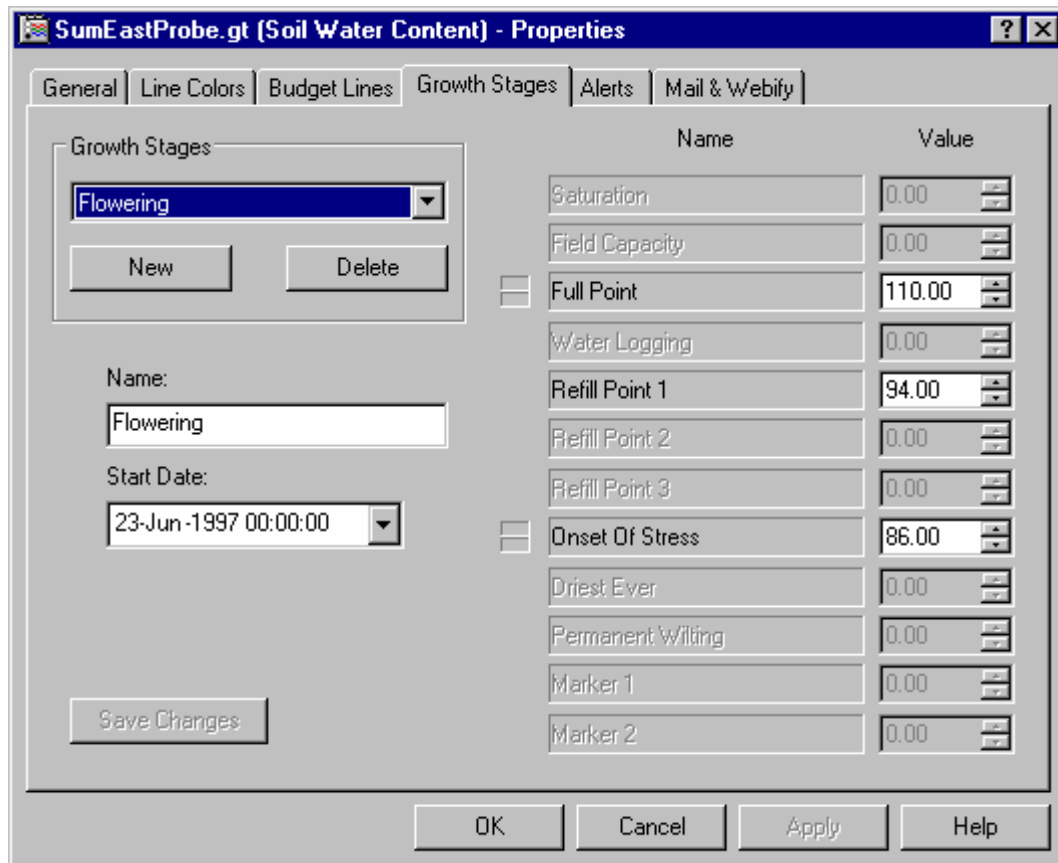 SumEastProbe.gt (Soil Water Content) - Properties
General Line Colors Budget Lines Growth Stages Alerts Mail & Webify
Growth Stages
Flowering
New Delete
Name:
Flowering
Start Date:
23-Jun-1997 00:00:00
Save Changes
Name Value
Saturation 0.00
Field Capacity 0.00
Full Point 110.00
Water Logging 0.00
Refill Point 1 94.00
Refill Point 2 0.00
Refill Point 3 0.00
Onset Of Stress 86.00
Driest Ever 0.00
Permanent Wilting 0.00
Marker 1 0.00
Marker 2 0.00
OK Cancel Apply Help